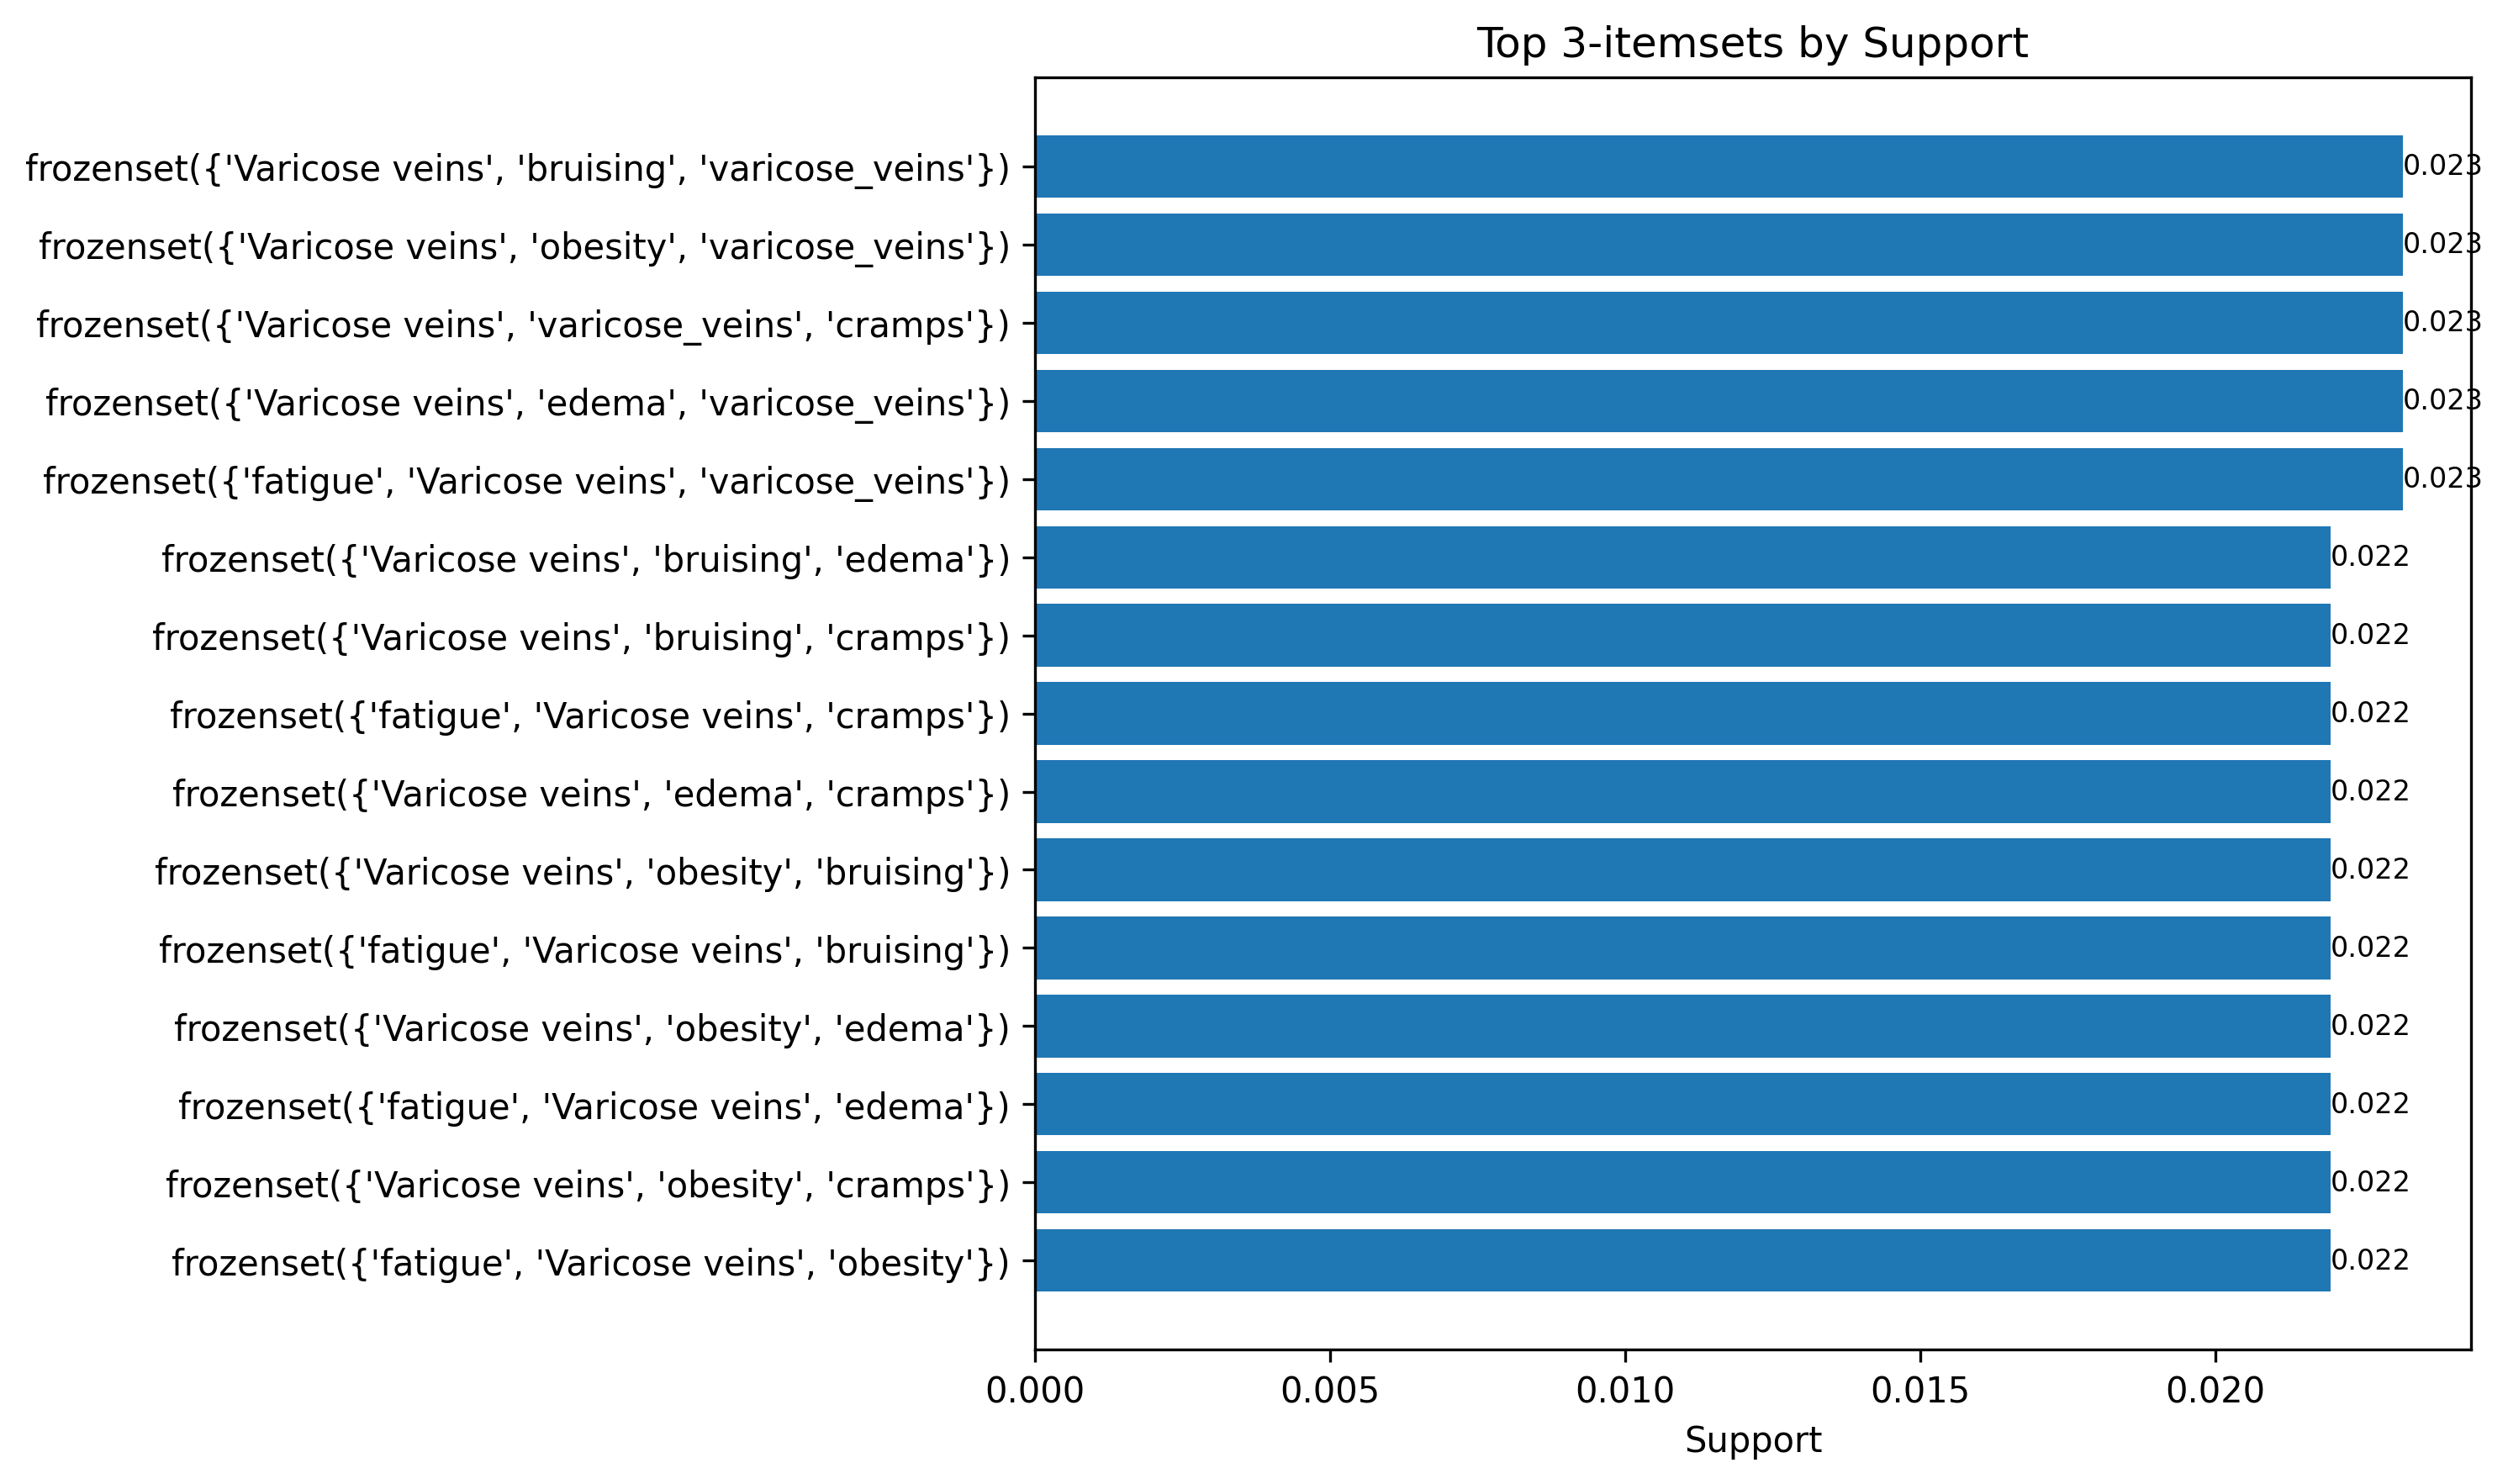 Top 3-itemsets by Support
frozenset({'Varicose veins', 'bruising', 'varicose_veins'})
0.023
frozenset({'Varicose veins', 'obesity', 'varicose_veins'})
0.023
frozenset({'Varicose veins', 'varicose_veins', 'cramps'})
0.023
frozenset({'Varicose veins', 'edema', 'varicose_veins'})
0.023
frozenset({'fatigue', 'Varicose veins', 'varicose_veins'})
0.023
frozenset({'Varicose veins', 'bruising', 'edema'})
0.022
frozenset({'Varicose veins', 'bruising', 'cramps'})
0.022
frozenset({'fatigue', 'Varicose veins', 'cramps'})
0.022
frozenset({'Varicose veins', 'edema', 'cramps'})
0.022
frozenset({'Varicose veins', 'obesity', 'bruising'})
0.022
frozenset({'fatigue', 'Varicose veins', 'bruising'})
0.022
frozenset({'Varicose veins', 'obesity', 'edema'})
0.022
frozenset({'fatigue', 'Varicose veins', 'edema'})
0.022
frozenset({'Varicose veins', 'obesity', 'cramps'})
0.022
frozenset({'fatigue', 'Varicose veins', 'obesity'})
0.022
0.000 0.005 0.010 0.015 0.020
Support